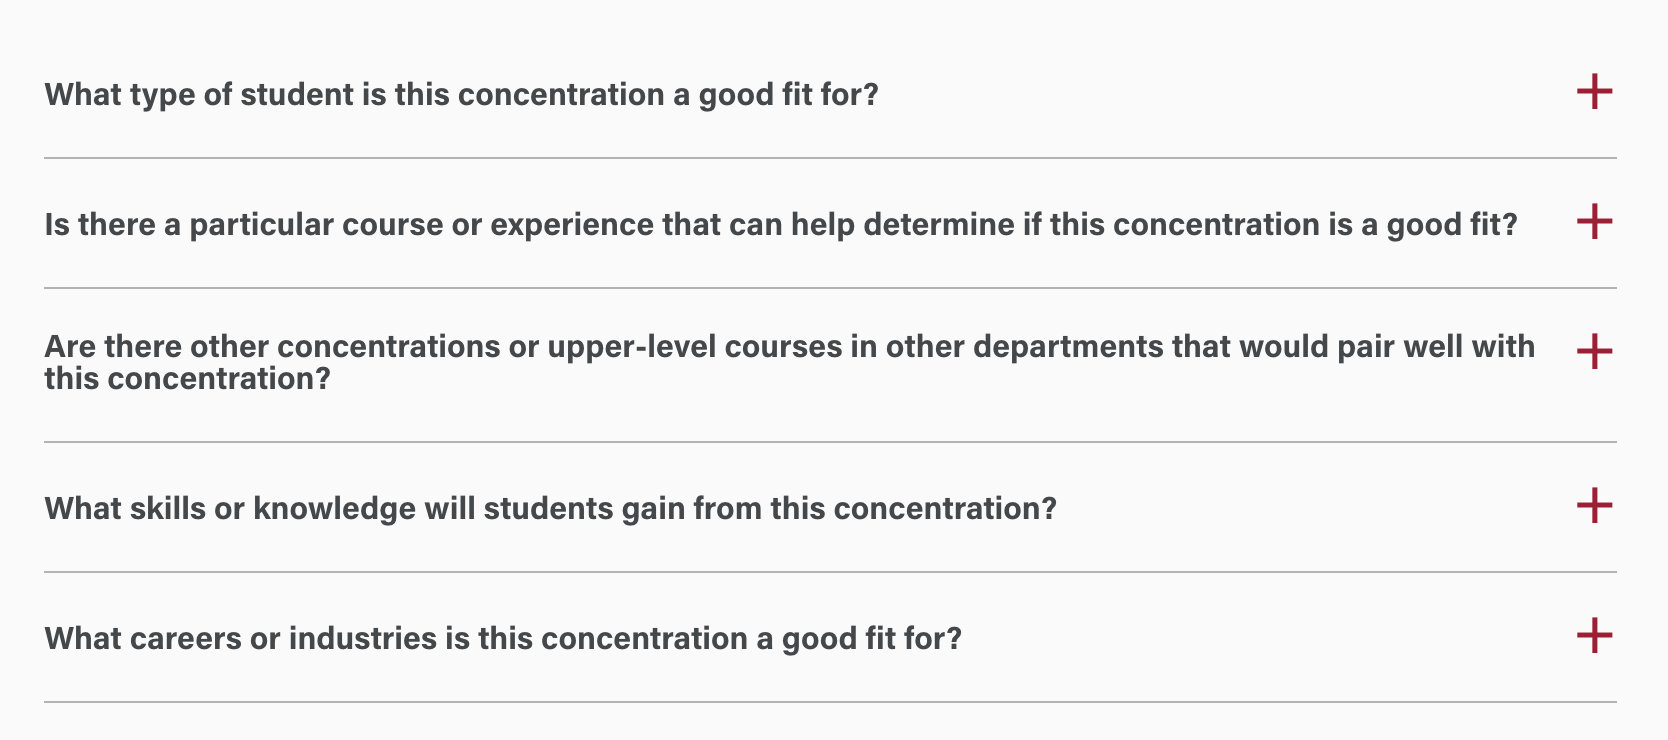 What type of student is this concentration a good fit for?
Is there a particular course or experience that can help determine if this concentration is a good fit?
Are there other concentrations or upper-level courses in other departments that would pair well with
this concentration?
What skills or knowledge will students gain from this concentration?
What careers or industries is this concentration a good fit for?